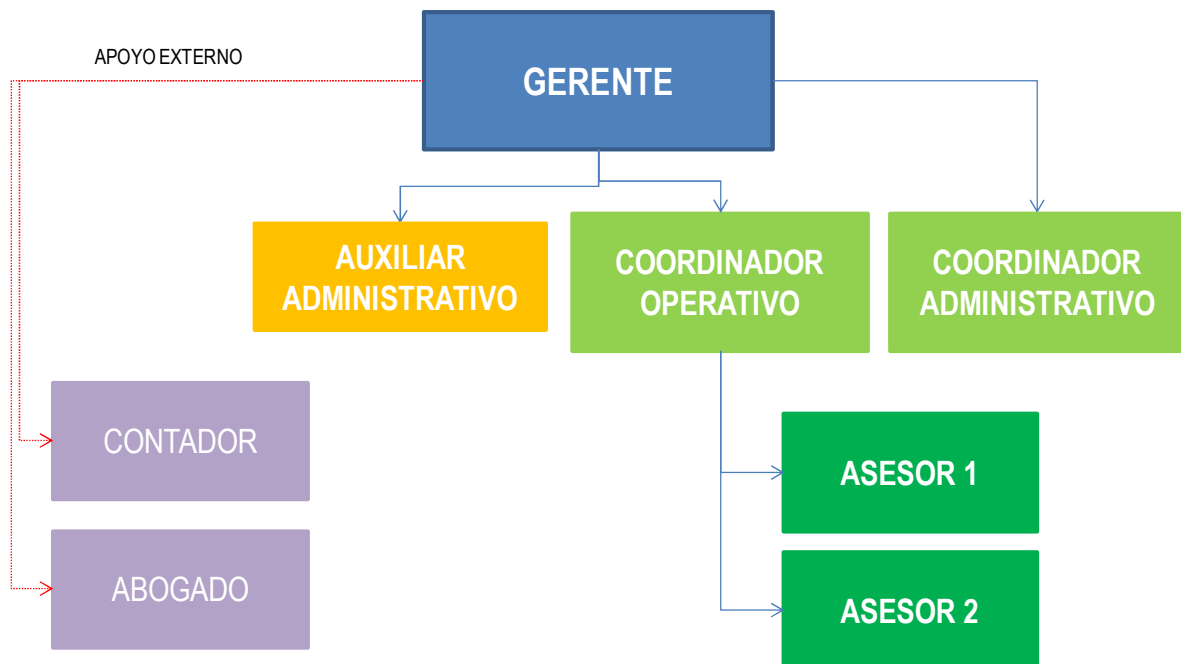 APOYO EXTERNO
GERENTE
AUXILIAR
ADMINISTRATIVO
COORDINADOR
OPERATIVO
COORDINADOR
ADMINISTRATIVO
CONTADOR
ASESOR 1
ABOGADO
ASESOR 2